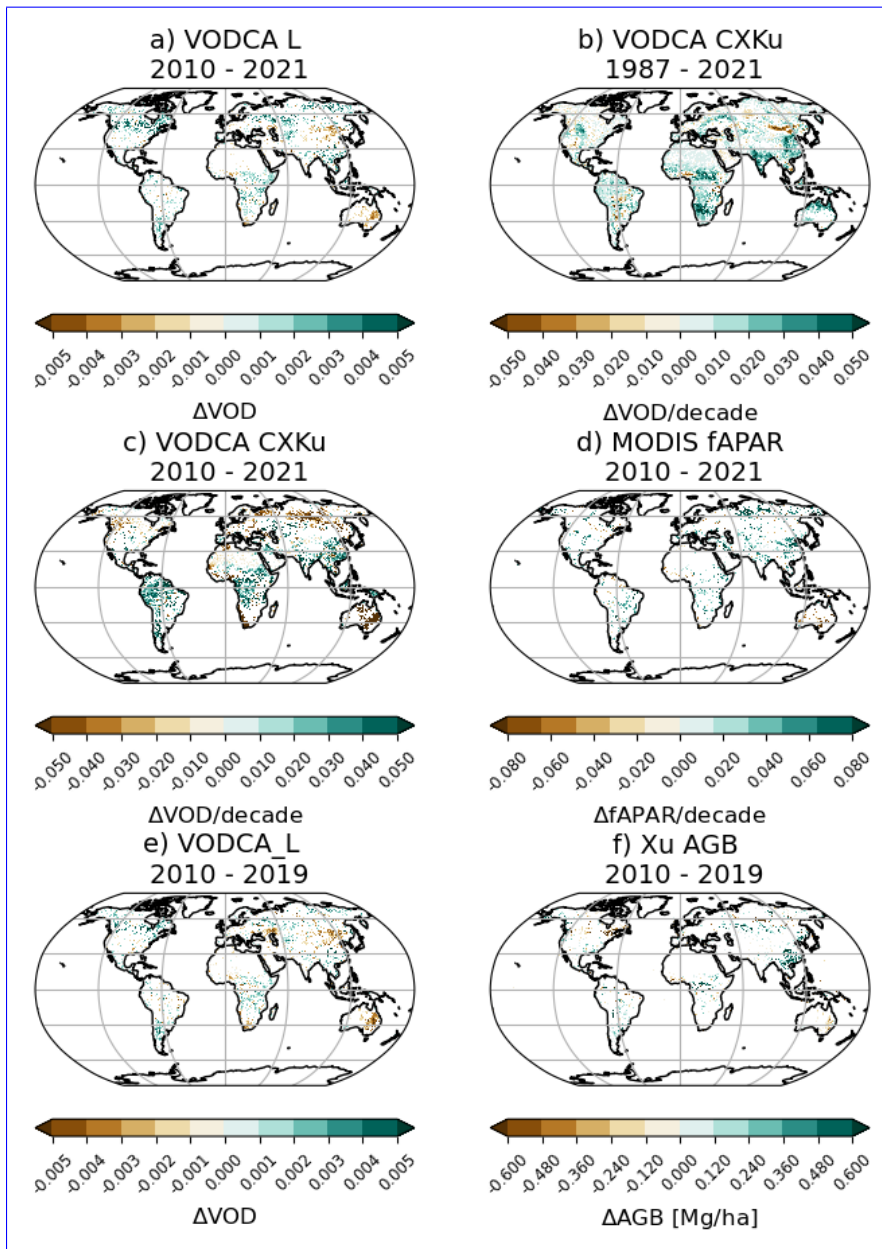 a) VODCA L
2010 - 2021
b) VODCA CXKu
1987 - 2021
-0.005 -0.004 -0.003 -0.002 -0.001 0.000 0.001 0.002 0.003 0.004 0.005
ΔVOD
-0.050 -0.040 -0.030 -0.020 -0.010 0.000 0.010 0.020 0.030 0.040 0.050
ΔVOD/decade
c) VODCA CXKu
2010 - 2021
d) MODIS fAPAR
2010 - 2021
-0.050 -0.040 -0.030 -0.020 -0.010 0.000 0.010 0.020 0.030 0.040 0.050
ΔVOD/decade
-0.080 -0.060 -0.040 -0.020 0.000 0.020 0.040 0.060 0.080
ΔfAPAR/decade
e) VODCA_L
2010 - 2019
f) Xu AGB
2010 - 2019
-0.005 -0.004 -0.003 -0.002 -0.001 0.000 0.001 0.002 0.003 0.004 0.005
ΔVOD
-0.600 -0.480 -0.360 -0.240 -0.120 0.000 0.120 0.240 0.360 0.480 0.600
ΔAGB [Mg/ha]